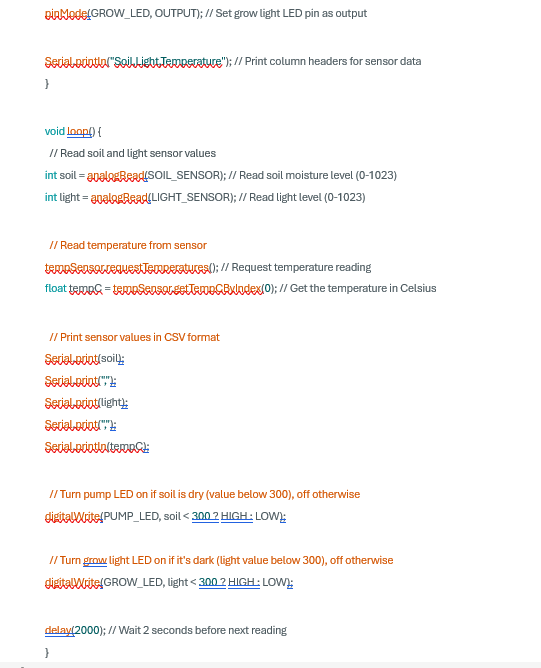 pinMode(GROW_LED, OUTPUT); // Set grow light LED pin as output
Serial.println("Soil,Light,Temperature"); // Print column headers for sensor data
}
void loop() {
// Read soil and light sensor values
int soil = analogRead(SOIL_SENSOR); // Read soil moisture level (0-1023)
int light = analogRead(LIGHT_SENSOR); // Read light level (0-1023)
// Read temperature from sensor
tempSensor.requestTemperatures(); // Request temperature reading
float tempC = tempSensor.getTempCByIndex(0); // Get the temperature in Celsius
// Print sensor values in CSV format
Serial.print(soil);
Serial.print(",");
Serial.print(light);
Serial.print(",");
Serial.println(tempC);
// Turn pump LED on if soil is dry (value below 300), off otherwise
digitalWrite(PUMP_LED, soil < 300 ? HIGH : LOW);
// Turn grow light LED on if it's dark (light value below 300), off otherwise
digitalWrite(GROW_LED, light < 300 ? HIGH : LOW);
delay(2000); // Wait 2 seconds before next reading
}